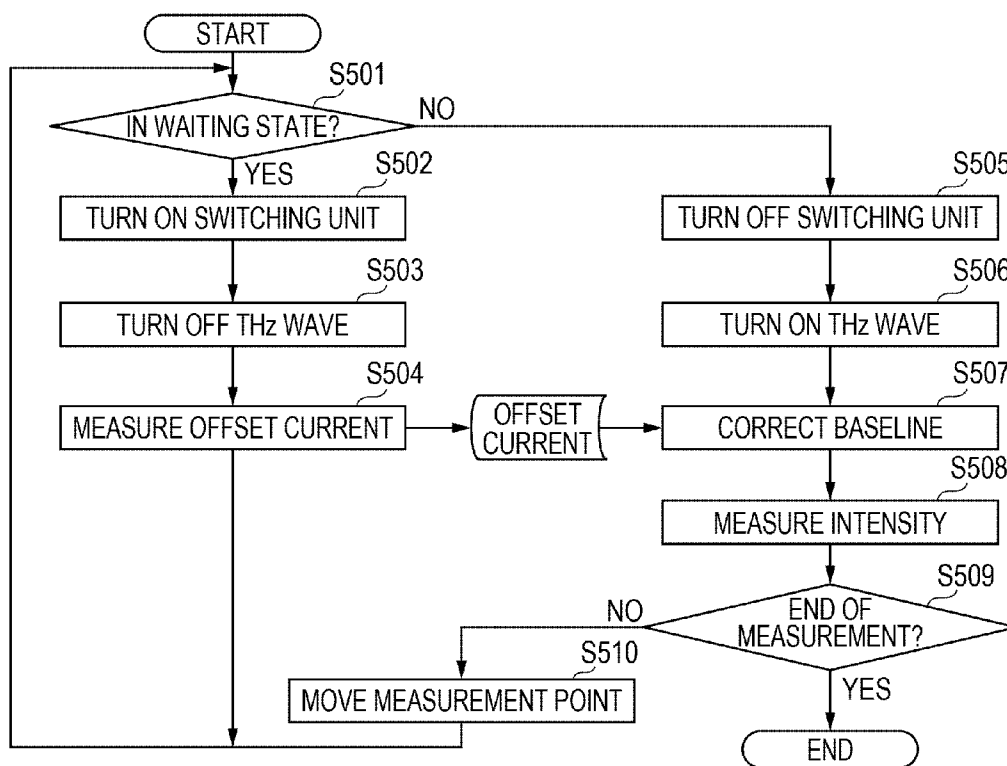 START
S501
IN WAITING STATE?
NO
YES
S502
TURN ON SWITCHING UNIT
S503
TURN OFF THz WAVE
S504
MEASURE OFFSET CURRENT
OFFSET
CURRENT
S505
TURN OFF SWITCHING UNIT
S506
TURN ON THz WAVE
S507
CORRECT BASELINE
S508
MEASURE INTENSITY
S509
END OF
MEASUREMENT?
NO
YES
S510
MOVE MEASUREMENT POINT
END